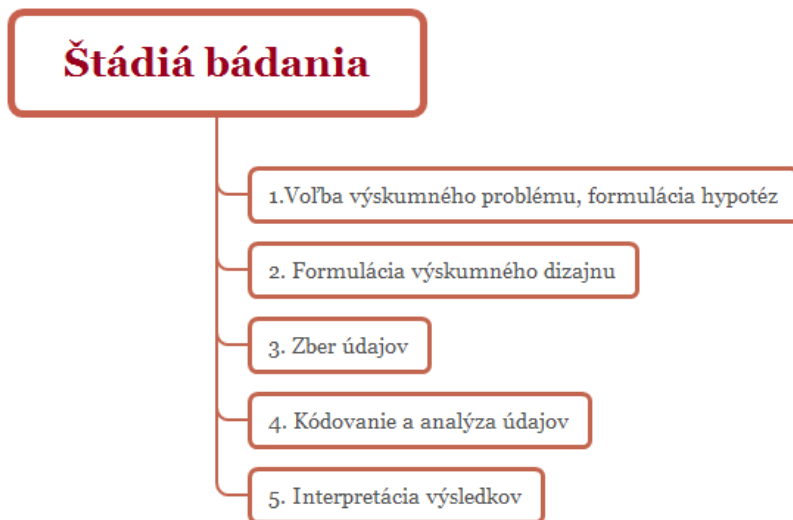 Štádiá bádania
1.Voľba výskumného problému, formulácia hypotéz
2. Formulácia výskumného dizajnu
3. Zber údajov
4. Kódovanie a analýza údajov
5. Interpretácia výsledkov